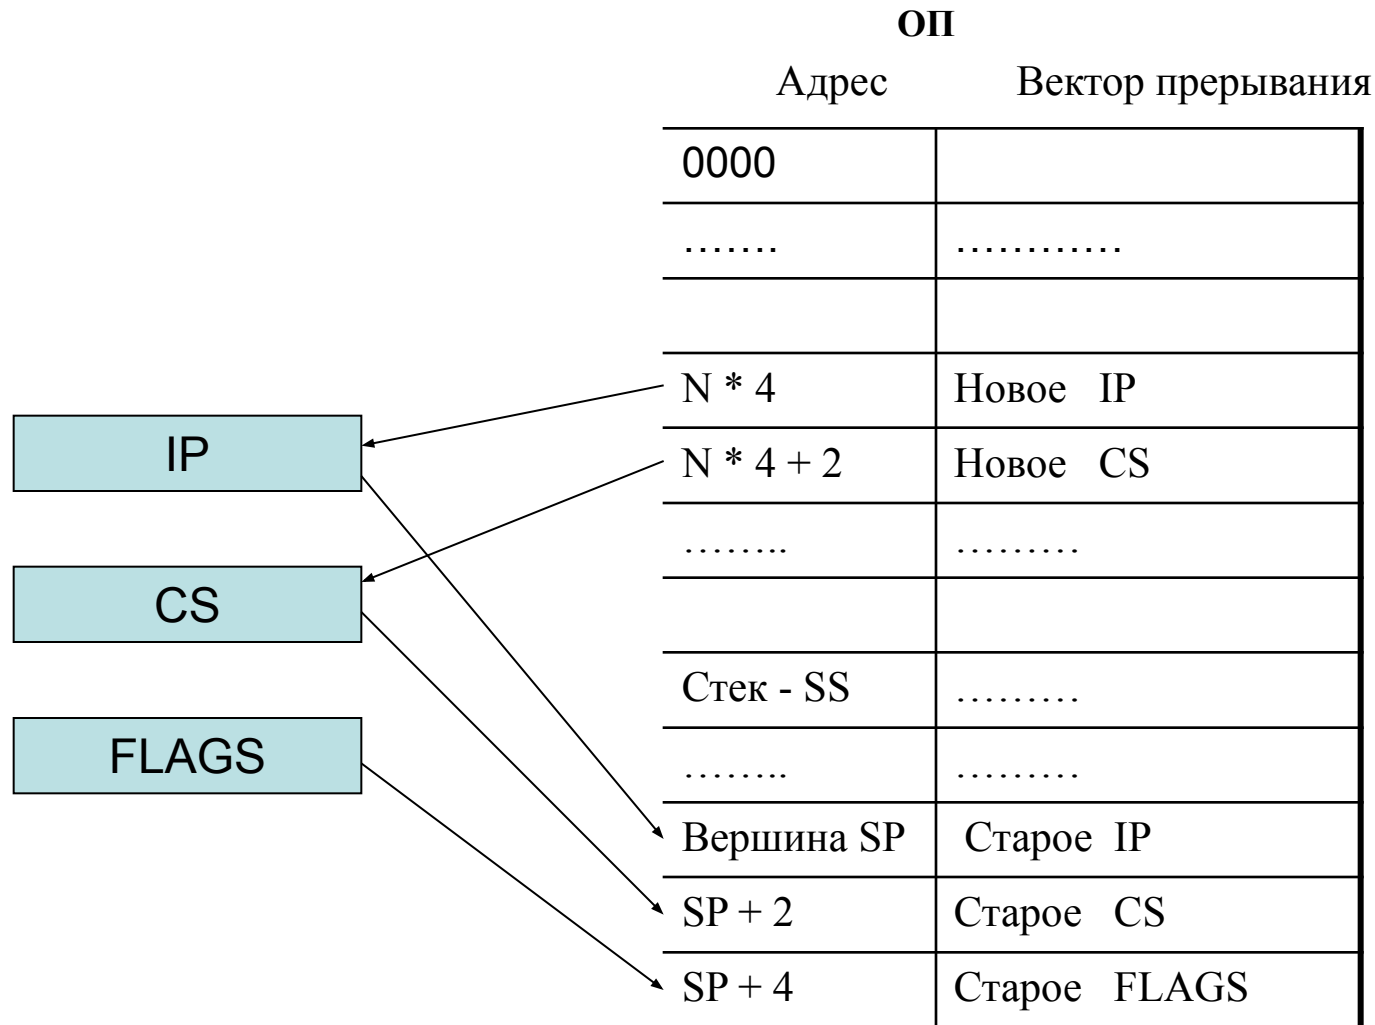 ОП
Адрес Вектор прерывания
0000
……. …………
N * 4 Новое IP
IP
N * 4 + 2 Новое CS
…….. ………
CS
Стек - SS ………
FLAGS
…….. ………
Вершина SP Старое IP
SP + 2 Старое CS
SP + 4 Старое FLAGS